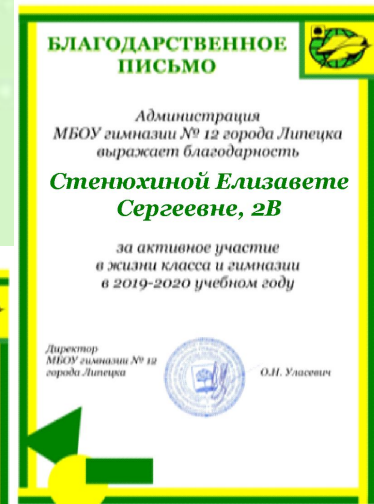 БЛАГОДАРСТВЕННОЕ
ПИСЬМО
Администрация
МБОУ гимназии № 12 города Липецка
выражает благодарность
Стенюхиной Елизавете
Сергеевне, 2В
за активное участие
в жизни класса и гимназии
в 2019-2020 учебном году
Директор
МБОУ гимназии № 12
города Липецка
О.Н. Уласевич